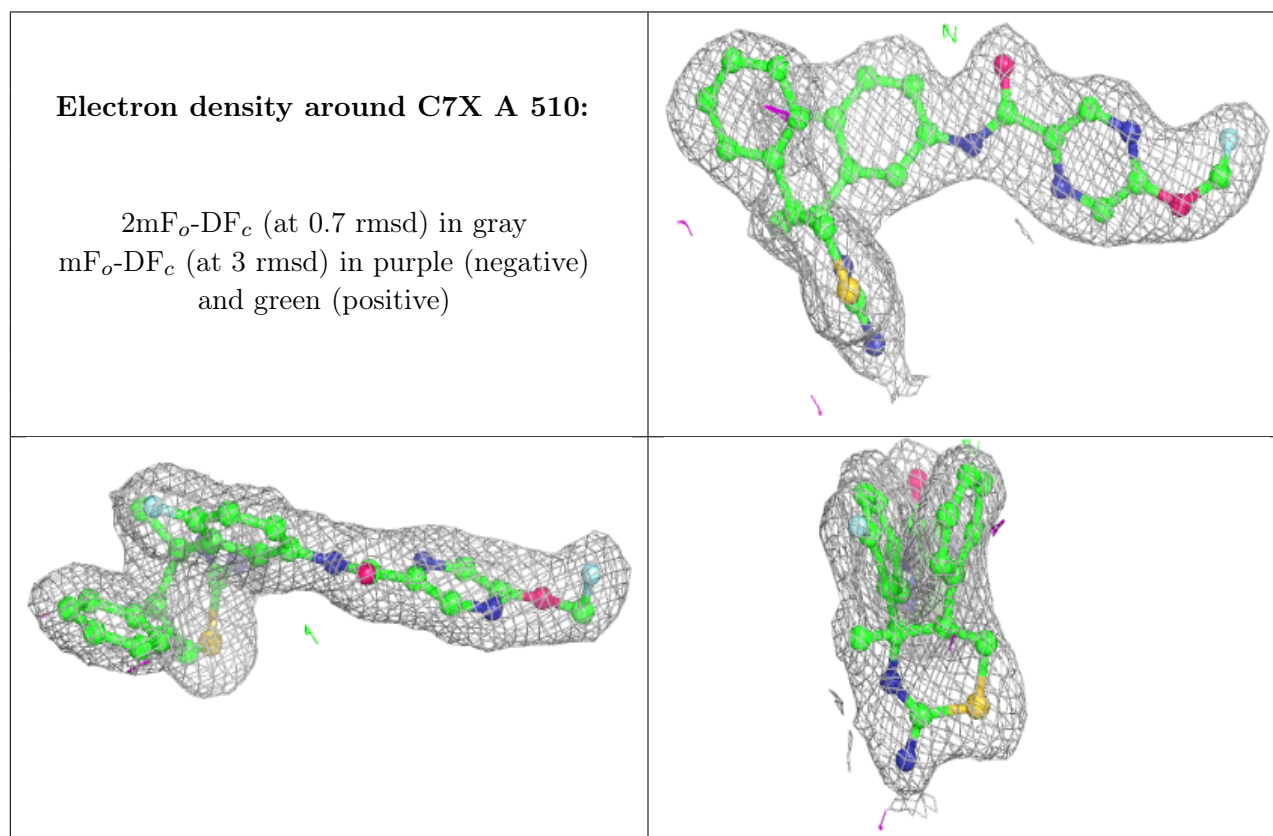 Electron density around C7X A 510:
2mFo-DFc (at 0.7 rmsd) in gray
mFo-DFc (at 3 rmsd) in purple (negative)
and green (positive)